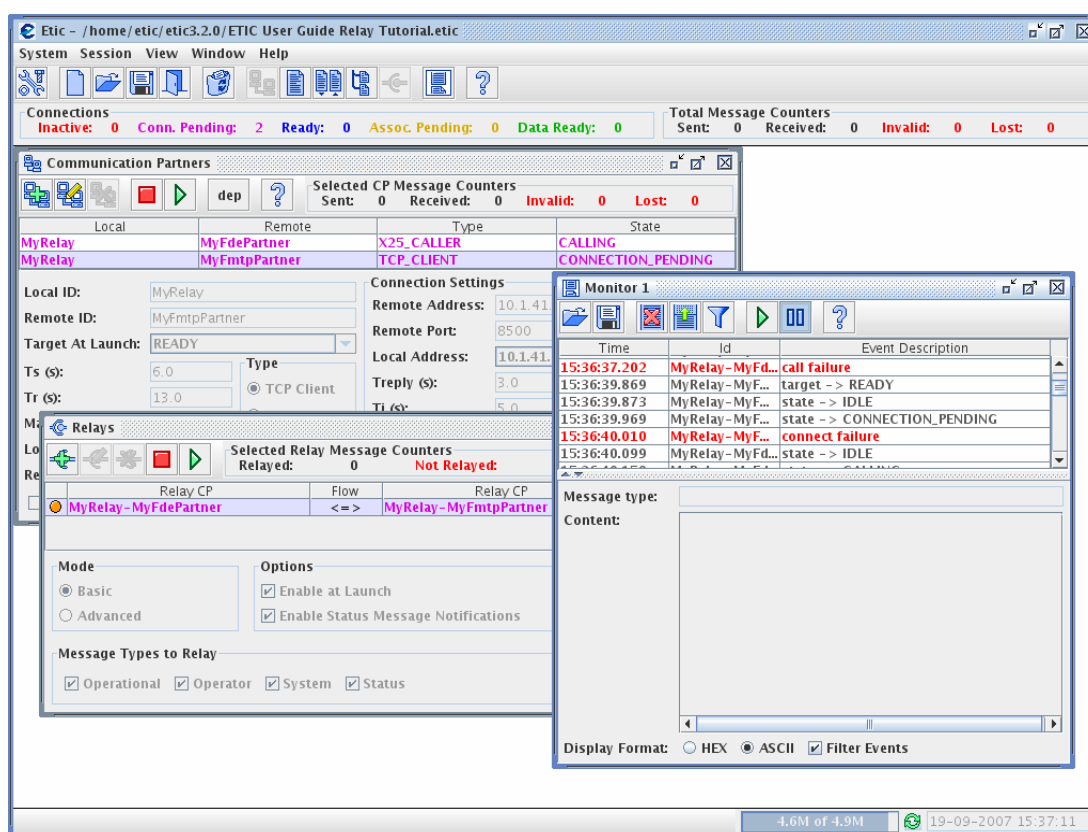 Etic - /home/etic/etic3.2.0/ETIC User Guide Relay Tutorial.etic
System Session View Window Help
Connections
Inactive: 0 Conn. Pending: 2 Ready: 0 Assoc. Pending: 0 Data Ready: 0
Total Message Counters
Sent: 0 Received: 0 Invalid: 0 Lost: 0
Communication Partners
dep
Selected CP Message Counters
Sent: 0 Received: 0 Invalid: 0 Lost: 0
Local Remote Type State
MyRelay MyFdePartner X25_CALLER CALLING
MyRelay MyFmtpPartner TCP_CLIENT CONNECTION_PENDING
Local ID: MyRelay
Remote ID: MyFmtpPartner
Target At Launch: READY
Ts (s): 6.0
Tr (s): 13.0
Type
TCP Client
Connection Settings
Remote Address: 10.1.41.
Remote Port: 8500
Local Address: 10.1.41.
Treply (s): 3.0
Ti (s): 5.0
Ma
Lo
Re
Relays
Selected Relay Message Counters
Relayed: 0 Not Relayed:
Relay CP Flow Relay CP
MyRelay-MyFdePartner <=> MyRelay-MyFmtpPartner
Mode
Basic
Advanced
Options
Enable at Launch
Enable Status Message Notifications
Message Types to Relay
Operational Operator System Status
Monitor 1
Time Id Event Description
15:36:37.202 MyRelay-MyFd... call failure
15:36:39.869 MyRelay-MyF... target -> READY
15:36:39.873 MyRelay-MyF... state -> IDLE
15:36:39.969 MyRelay-MyF... state -> CONNECTION_PENDING
15:36:40.010 MyRelay-MyF... connect failure
15:36:40.099 MyRelay-MyFd... state -> IDLE
Message type:
Content:
Display Format: HEX ASCII Filter Events
4.6M of 4.9M 19-09-2007 15:37:11